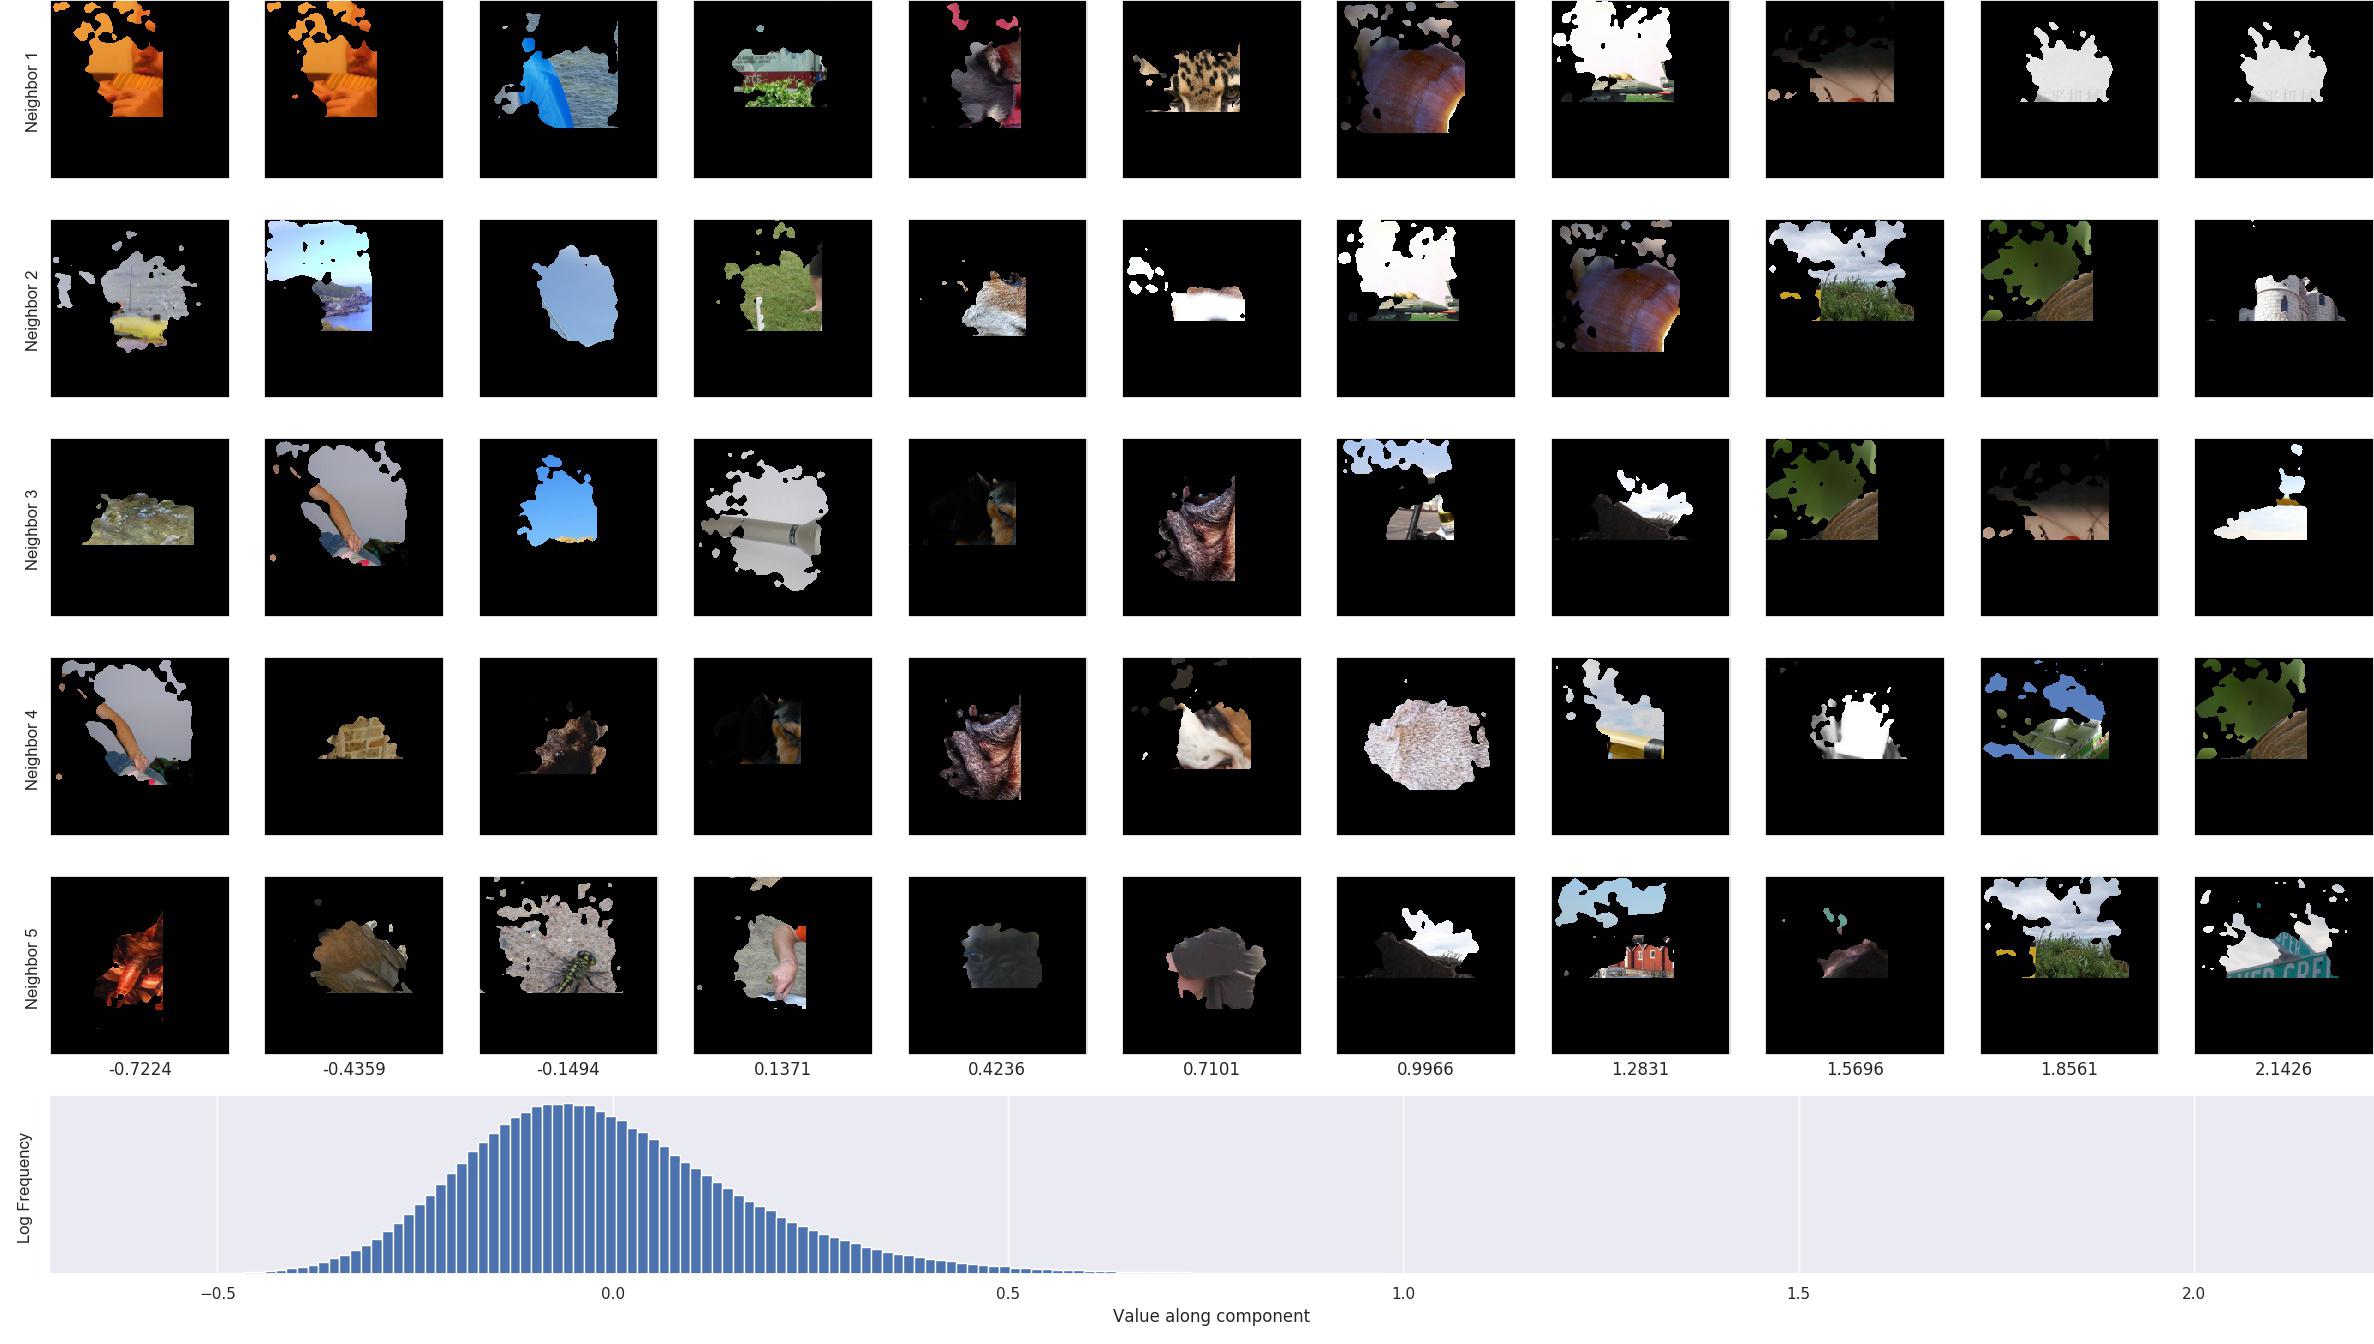 Neighbor 1
Neighbor 2
Neighbor 3
Neighbor 4
Neighbor 5
NCE
-0.7224 -0.4359 -0.1494 0.1371 0.4236 0.7101 0.9966 1.2831 1.5696 1.8561 2.1426
Log Frequency
−0.5 0.0 0.5 1.0 1.5 2.0
Value along component